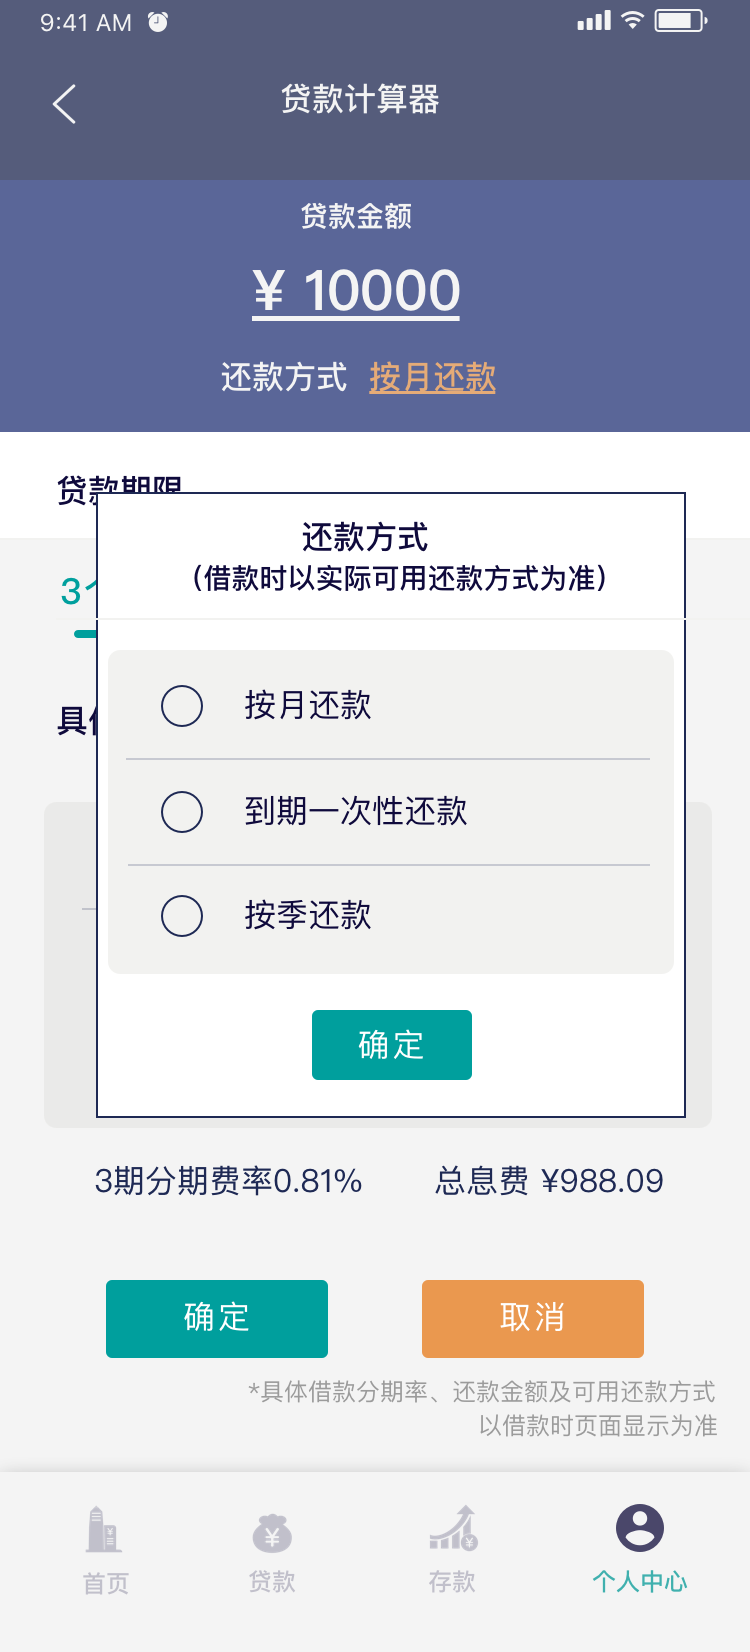 9:41 AM
贷款计算器
贷款金额
¥ 10000
还款方式 按月还款
贷款期限
还款方式
（借款时以实际可用还款方式为准）
3个
具体
按月还款
到期一次性还款
按季还款
确定
3期分期费率0.81% 总息费 ¥988.09
确定 取消
*具体借款分期率、还款金额及可用还款方式
以借款时页面显示为准
首页 贷款 存款 个人中心